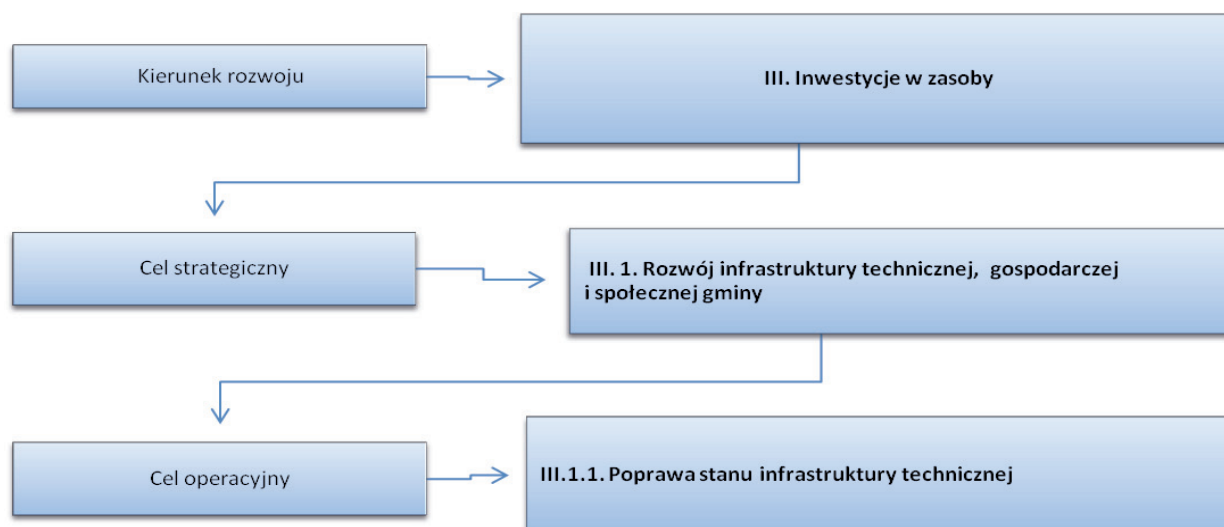 Kierunek rozwoju
III. Inwestycje w zasoby
Cel strategiczny
III. 1. Rozwój infrastruktury technicznej, gospodarczej
i społecznej gminy
Cel operacyjny
III.1.1. Poprawa stanu infrastruktury technicznej